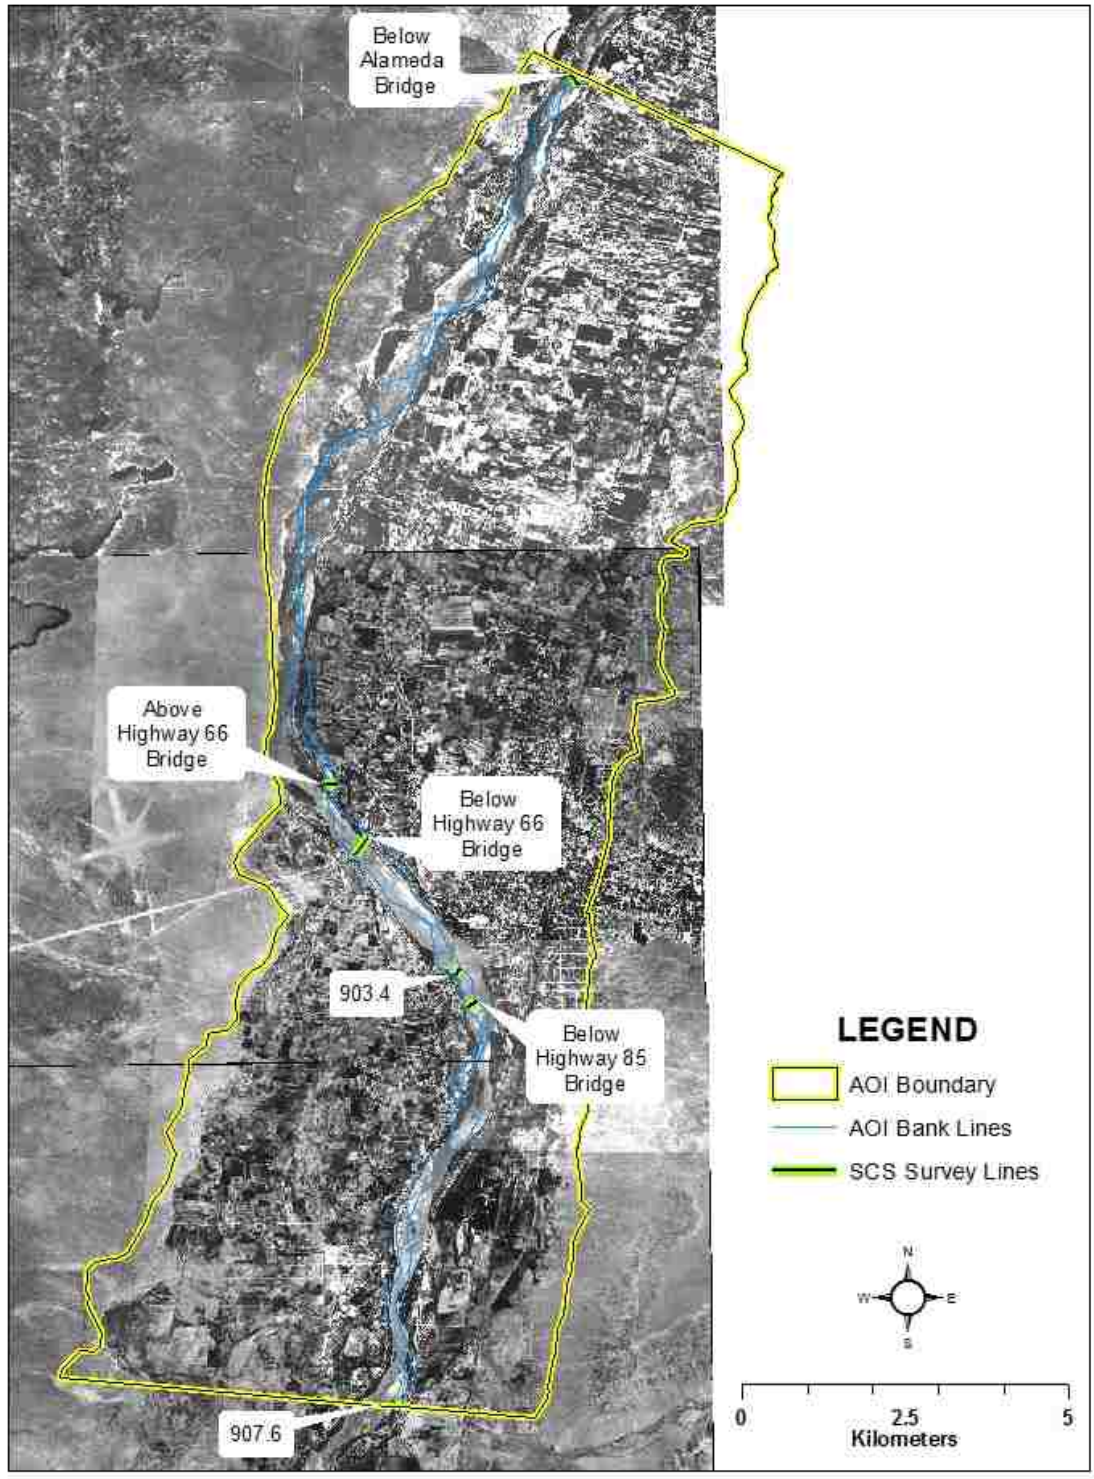 Below
Alameda
Bridge
Above
Highway 66
Bridge
Below
Highway 66
Bridge
903.4
Below
Highway 85
Bridge
907.6
LEGEND
AOI Boundary
AOI Bank Lines
SCS Survey Lines
N
W E
S
0 2.5 5
Kilometers